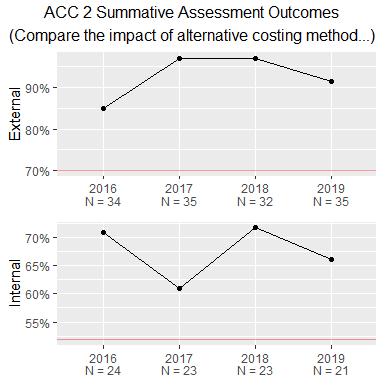 ACC 2 Summative Assessment Outcomes
(Compare the impact of alternative costing method...)
External
90%
80%
70%
2016 2017 2018 2019
N = 34 N = 35 N = 32 N = 35
Internal
70%
65%
60%
55%
2016 2017 2018 2019
N = 24 N = 23 N = 23 N = 21